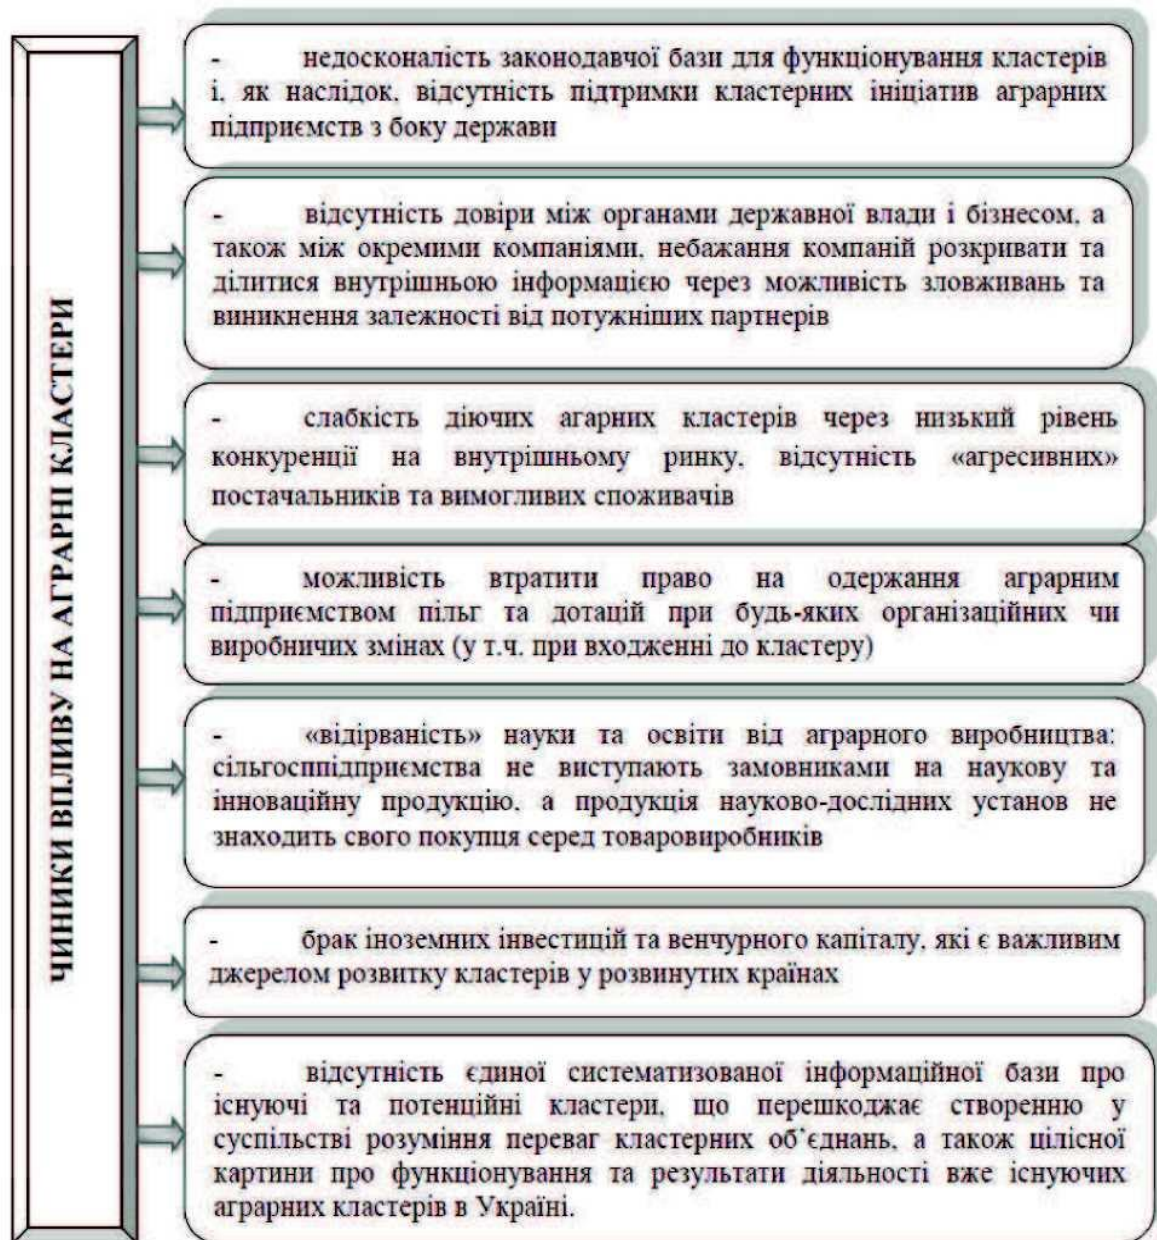 ЧИНИКИ ВПЛИВУ НА АГРАРНІ КЛАСТЕРИ
- недосконалість законодавчої бази для функціонування кластерів
і, як наслідок, відсутність підтримки кластерних ініціатив аграрних
підприємств з боку держави
- відсутність довіри між органами державної влади і бізнесом, а
також між окремими компаніями, небажання компаній розкривати та
ділитися внутрішньою інформацією через можливість зловживань та
виникнення залежності від потужніших партнерів
- слабкість діючих агарних кластерів через низький рівень
конкуренції на внутрішньому ринку, відсутність «агресивних»
постачальників та вимогливих споживачів
- можливість втратити право на одержання аграрним
підприємством пільг та дотацій при будь-яких організаційних чи
виробничих змінах (у т.ч. при входженні до кластеру)
- «відірваність» науки та освіти від аграрного виробництва:
сільгосппідприємства не виступають замовниками на наукову та
інноваційну продукцію, а продукція науково-дослідних установ не
знаходить свого покупця серед товаровиробників
- брак іноземних інвестицій та венчурного капіталу, які є важливим
джерелом розвитку кластерів у розвинутих країнах
- відсутність єдиної систематизованої інформаційної бази про
існуючі та потенційні кластери, що перешкоджає створенню у
суспільстві розуміння переваг кластерних об'єднань, а також цілісної
картини про функціонування та результати діяльності вже існуючих
аграрних кластерів в Україні.